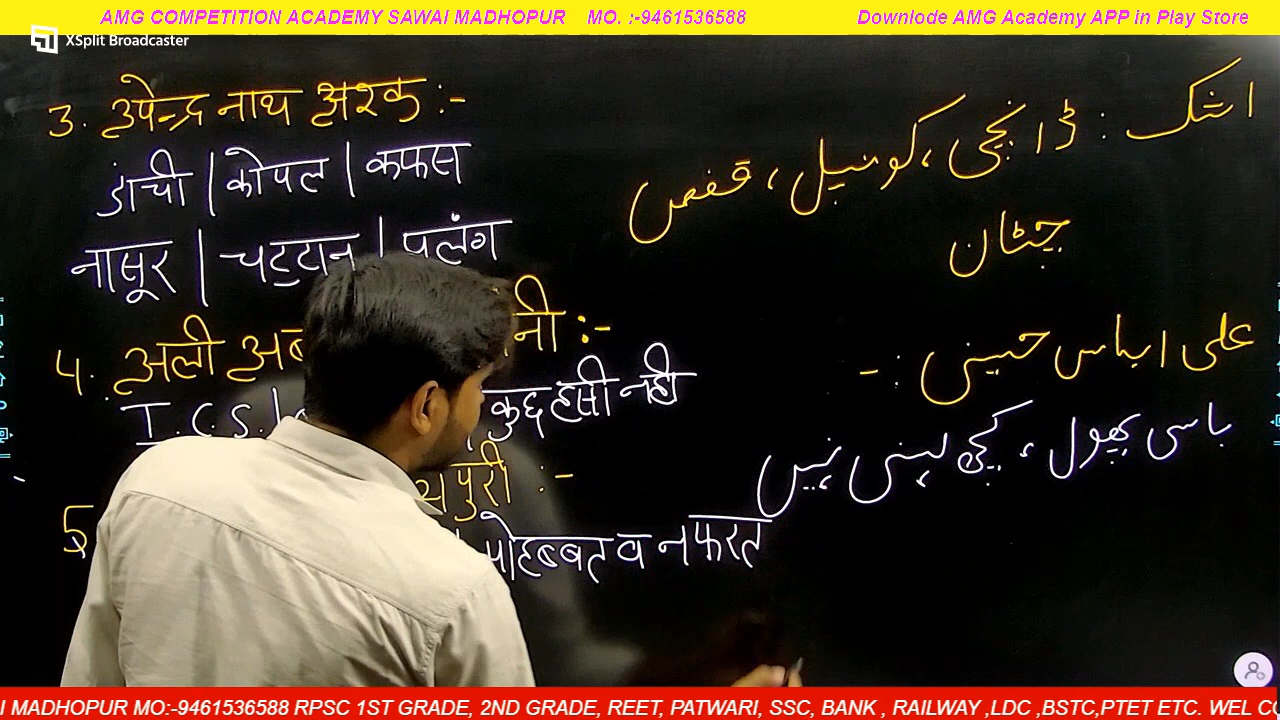 AMG COMPETITION ACADEMY SAWAI MADHOPUR MO. :-9461536588 Downlode AMG Academy APP in Play Store
XSplit Broadcaster
3. उपेन्द्र नाथ अश्क :-
डांची | कोपल | कफस
नासूर | चट्टान | पलंग
4. अली अब नी :-
I.C.S. | कुछ हसी नही
5 पुरी :-
मोहब्बत व नफरत
اشک : ڈانچی ، کونپل ، قفص
چٹان
علی اباس حسینی : -
باسی پھول ، کچھ ہنسی نہیں
I MADHOPUR MO:-9461536588 RPSC 1ST GRADE, 2ND GRADE, REET, PATWARI, SSC, BANK , RAILWAY ,LDC ,BSTC,PTET ETC. WEL CO